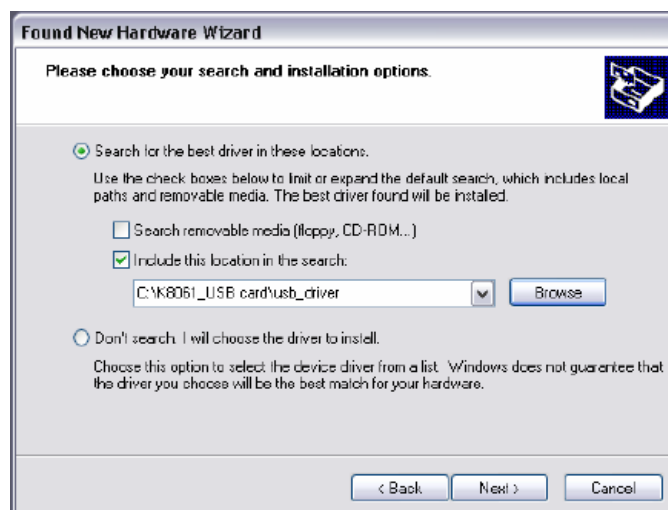 Found New Hardware Wizard
Please choose your search and installation options.
Search for the best driver in these locations.
Use the check boxes below to limit or expand the default search, which includes local
paths and removable media. The best driver found will be installed.
Search removable media (floppy, CD-ROM...)
Include this location in the search:
C:\K8061_USB card\usb_driver
Browse
Don't search. I will choose the driver to install.
Choose this option to select the device driver from a list. Windows does not guarantee that
the driver you choose will be the best match for your hardware.
< Back
Next >
Cancel